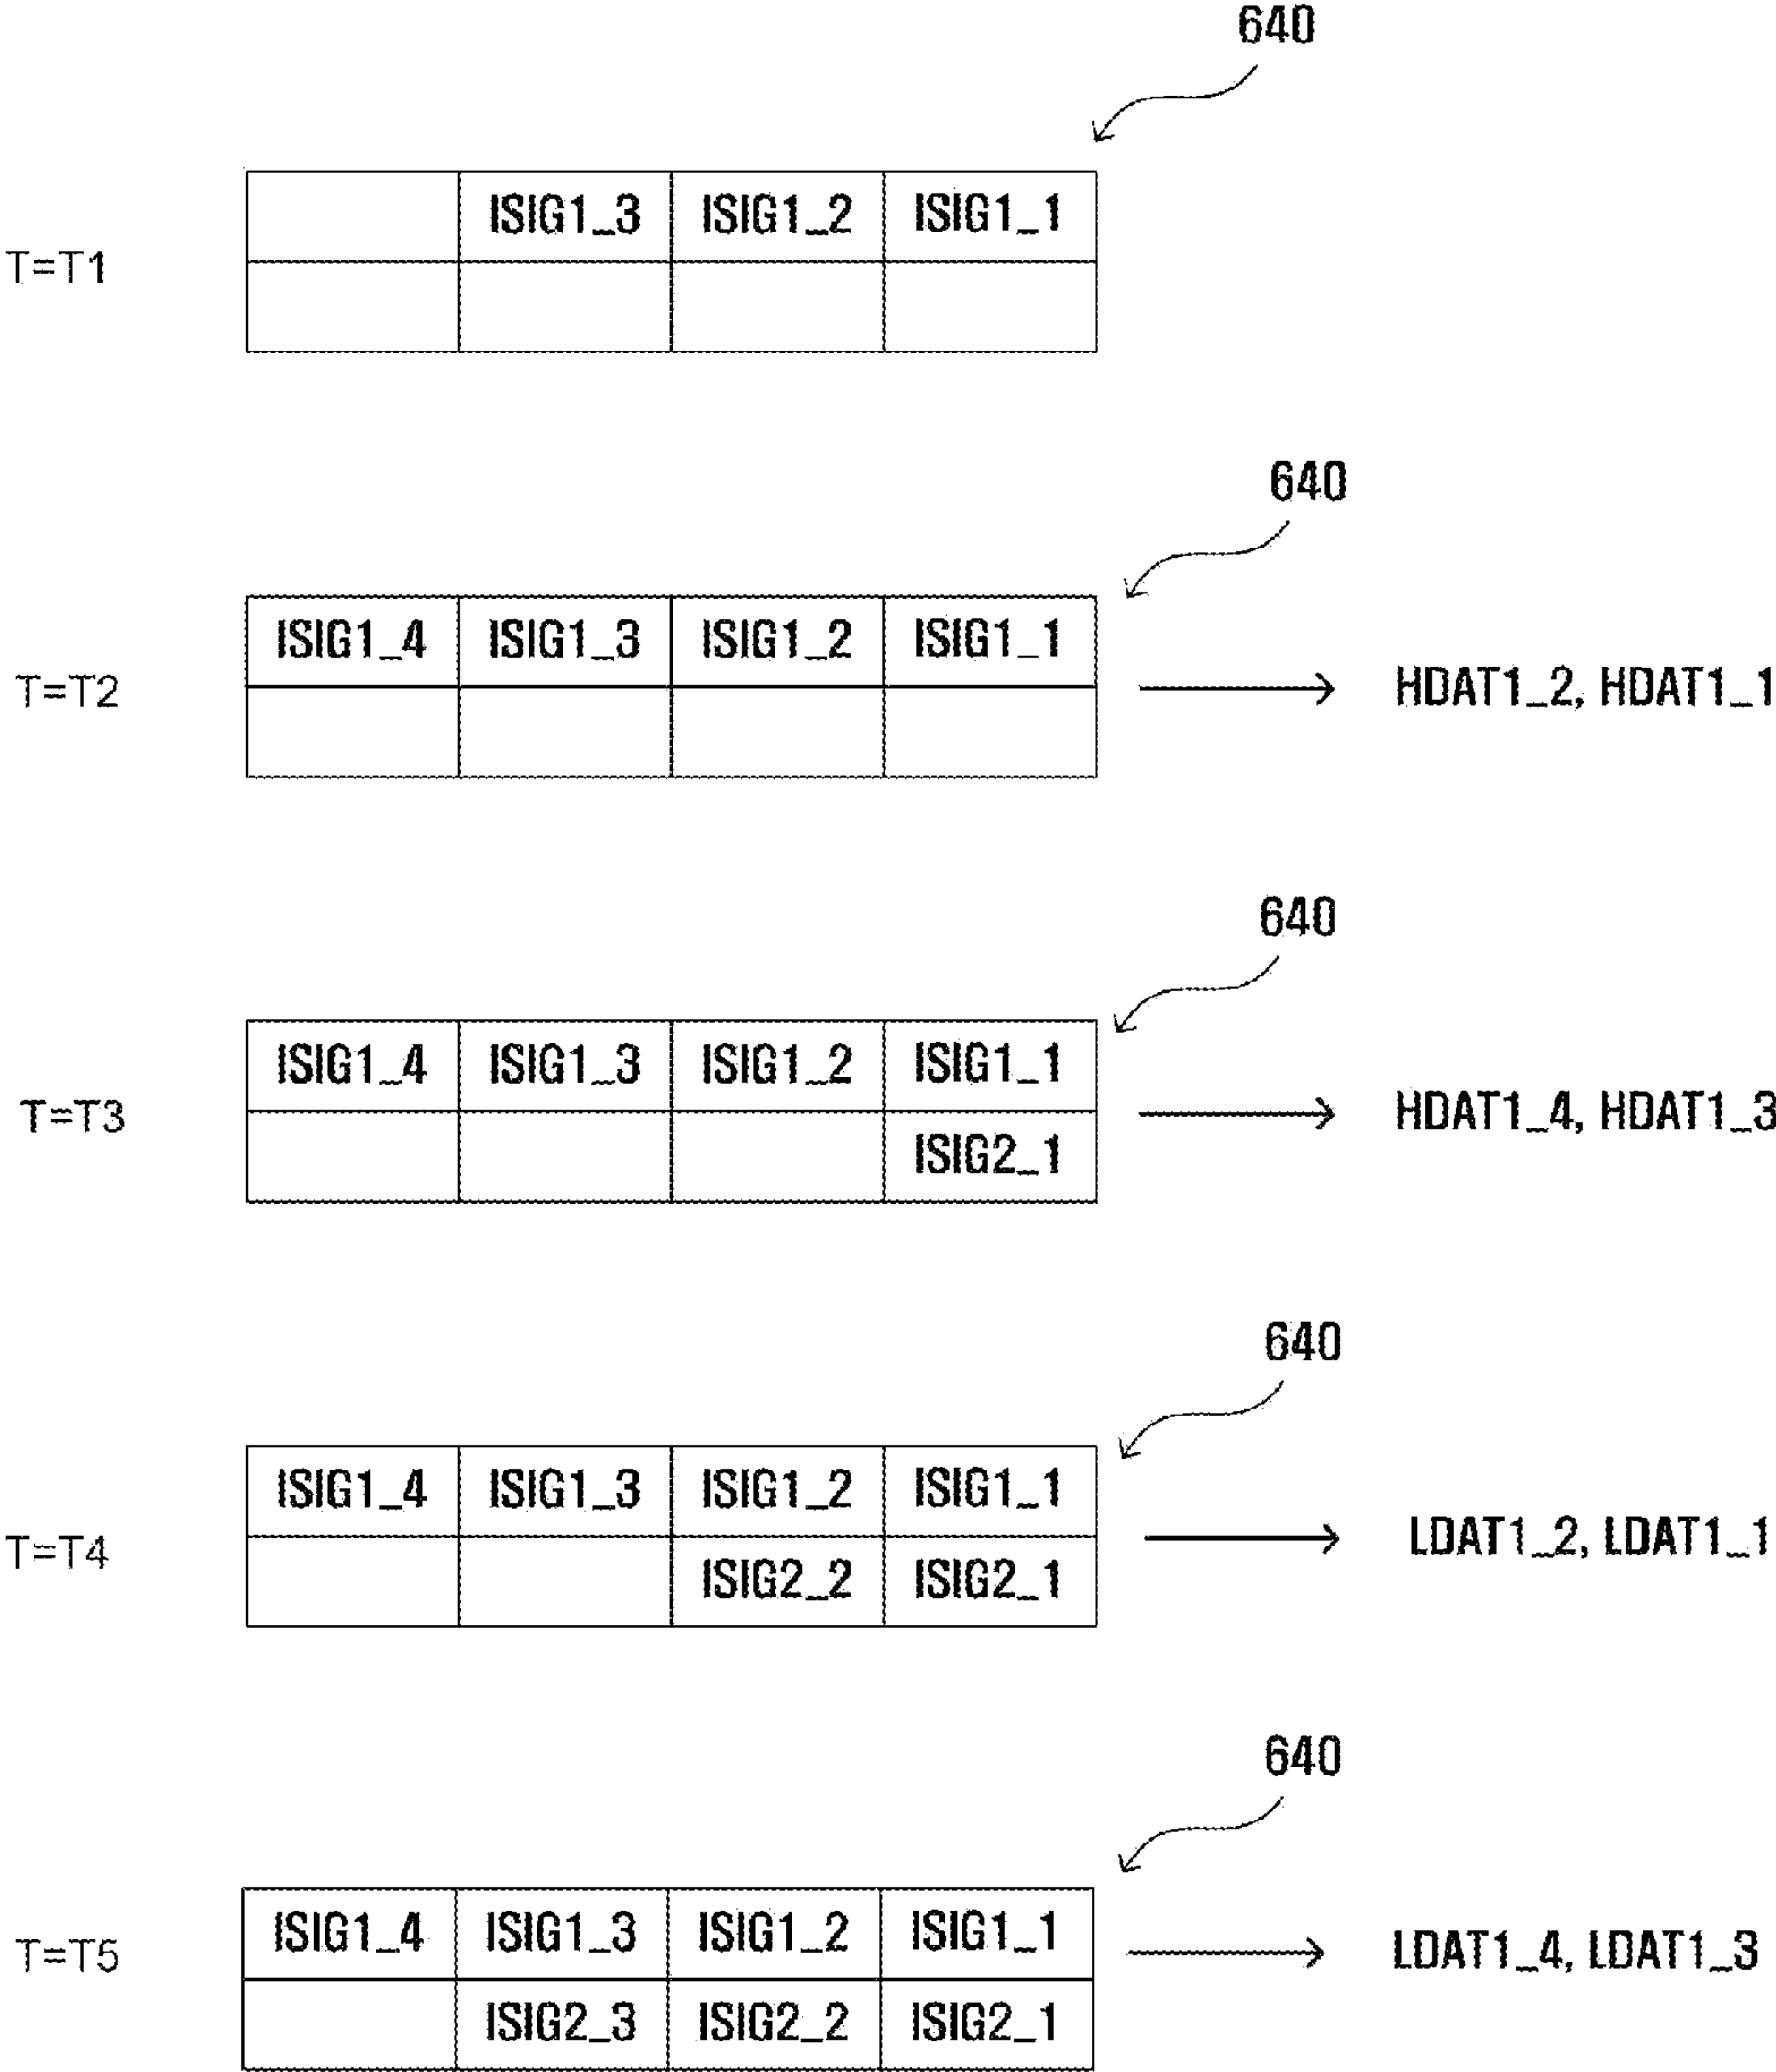 640
ISIG1_3 ISIG1_2 ISIG1_1
T=T1
640
ISIG1_4 ISIG1_3 ISIG1_2 ISIG1_1
T=T2
HDAT1_2, HDAT1_1
640
ISIG1_4 ISIG1_3 ISIG1_2 ISIG1_1
T=T3
HDAT1_4, HDAT1_3
ISIG2_1
640
ISIG1_4 ISIG1_3 ISIG1_2 ISIG1_1
T=T4
LDAT1_2, LDAT1_1
ISIG2_2 ISIG2_1
640
ISIG1_4 ISIG1_3 ISIG1_2 ISIG1_1
T=T5
LDAT1_4, LDAT1_3
ISIG2_3 ISIG2_2 ISIG2_1